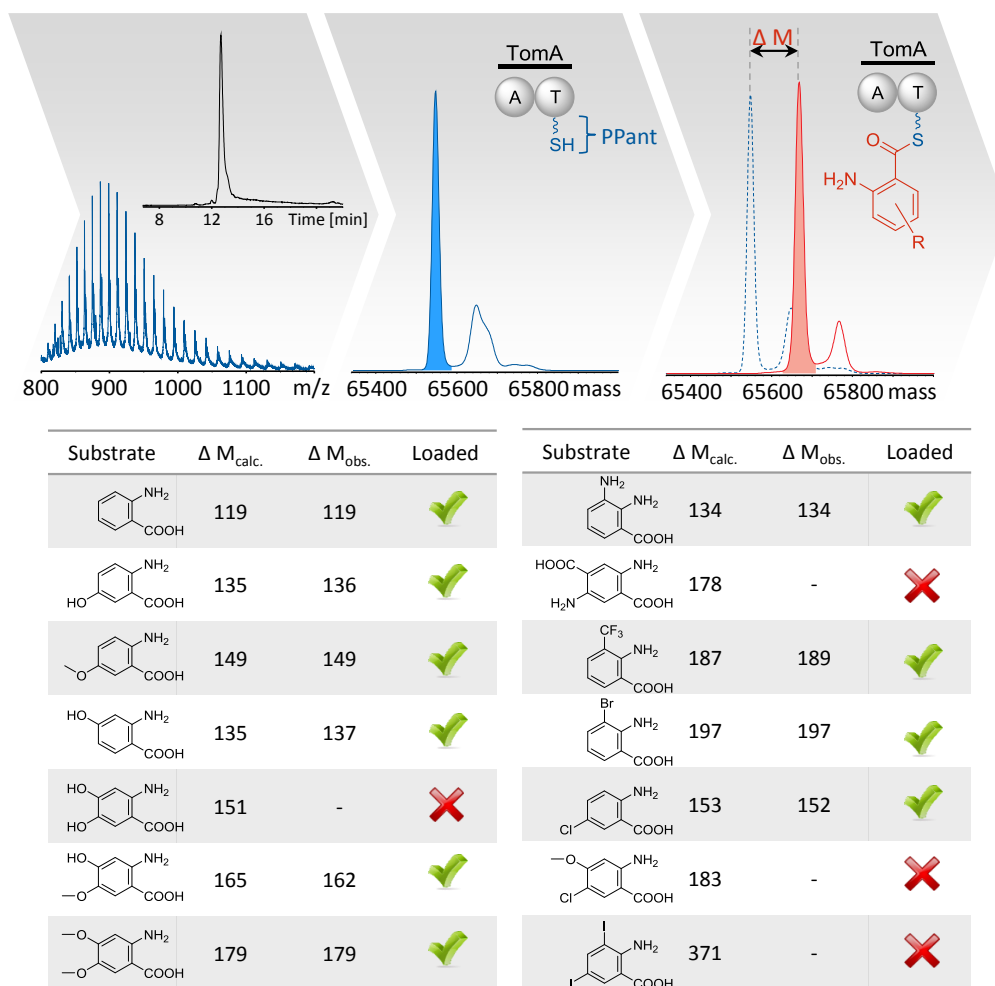 TomA
A T
SH
PPant
8 12 16 Time [min]
800 900 1000 1100 m/z
65400 65600 65800 mass
Δ M
TomA
A T
S
O
H₂N
R
65400 65600 65800 mass
Substrate Δ Mcalc. Δ Mobs. Loaded
NH₂
COOH
119 119
NH₂
HO COOH
135 136
NH₂
O COOH
149 149
HO NH₂
COOH
135 137
HO NH₂
HO COOH
151 -
HO NH₂
O COOH
165 162
O NH₂
O COOH
179 179
Substrate Δ Mcalc. Δ Mobs. Loaded
NH₂
NH₂
COOH
134 134
HOOC NH₂
H₂N COOH
178 -
CF₃
NH₂
COOH
187 189
Br
NH₂
COOH
197 197
NH₂
Cl COOH
153 152
O NH₂
Cl COOH
183 -
I
NH₂
I COOH
371 -